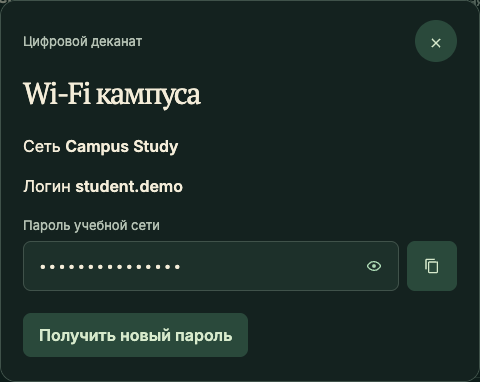 Цифровой деканат
Wi-Fi кампуса
Сеть Campus Study
Логин student.demo
Пароль учебной сети
•••••••••••••••
Получить новый пароль